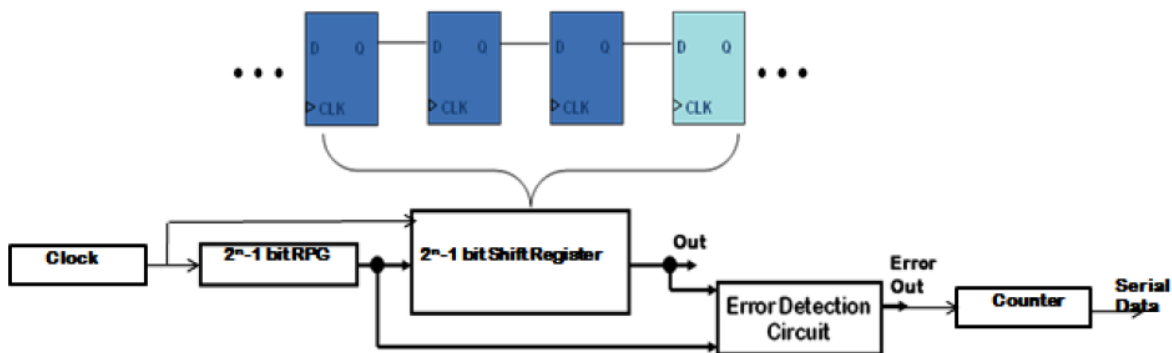 D Q D Q D Q D Q
••• •••
CLK CLK CLK CLK
Clock
2ⁿ-1 bit RPG
2ⁿ-1 bit Shift Register
Out
Error Detection
Circuit
Error
Out
Counter
Serial
Data